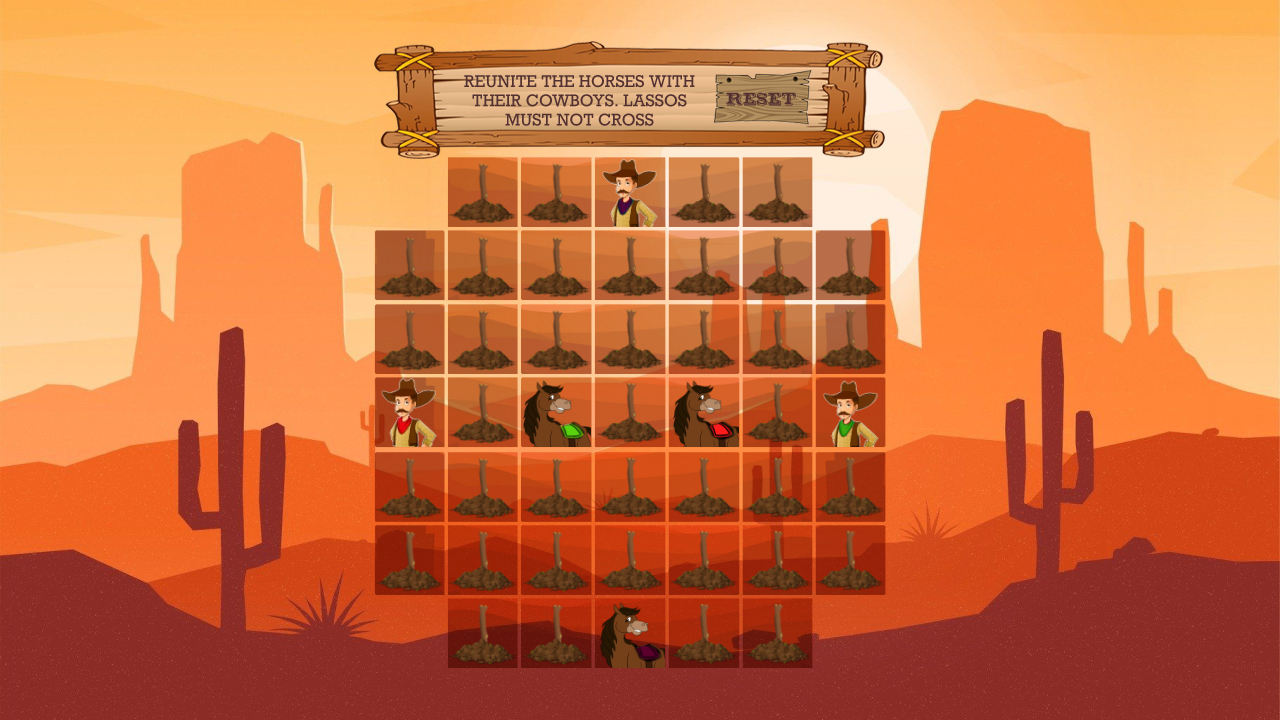 REUNITE THE HORSES WITH
THEIR COWBOYS. LASSOS
MUST NOT CROSS
RESET